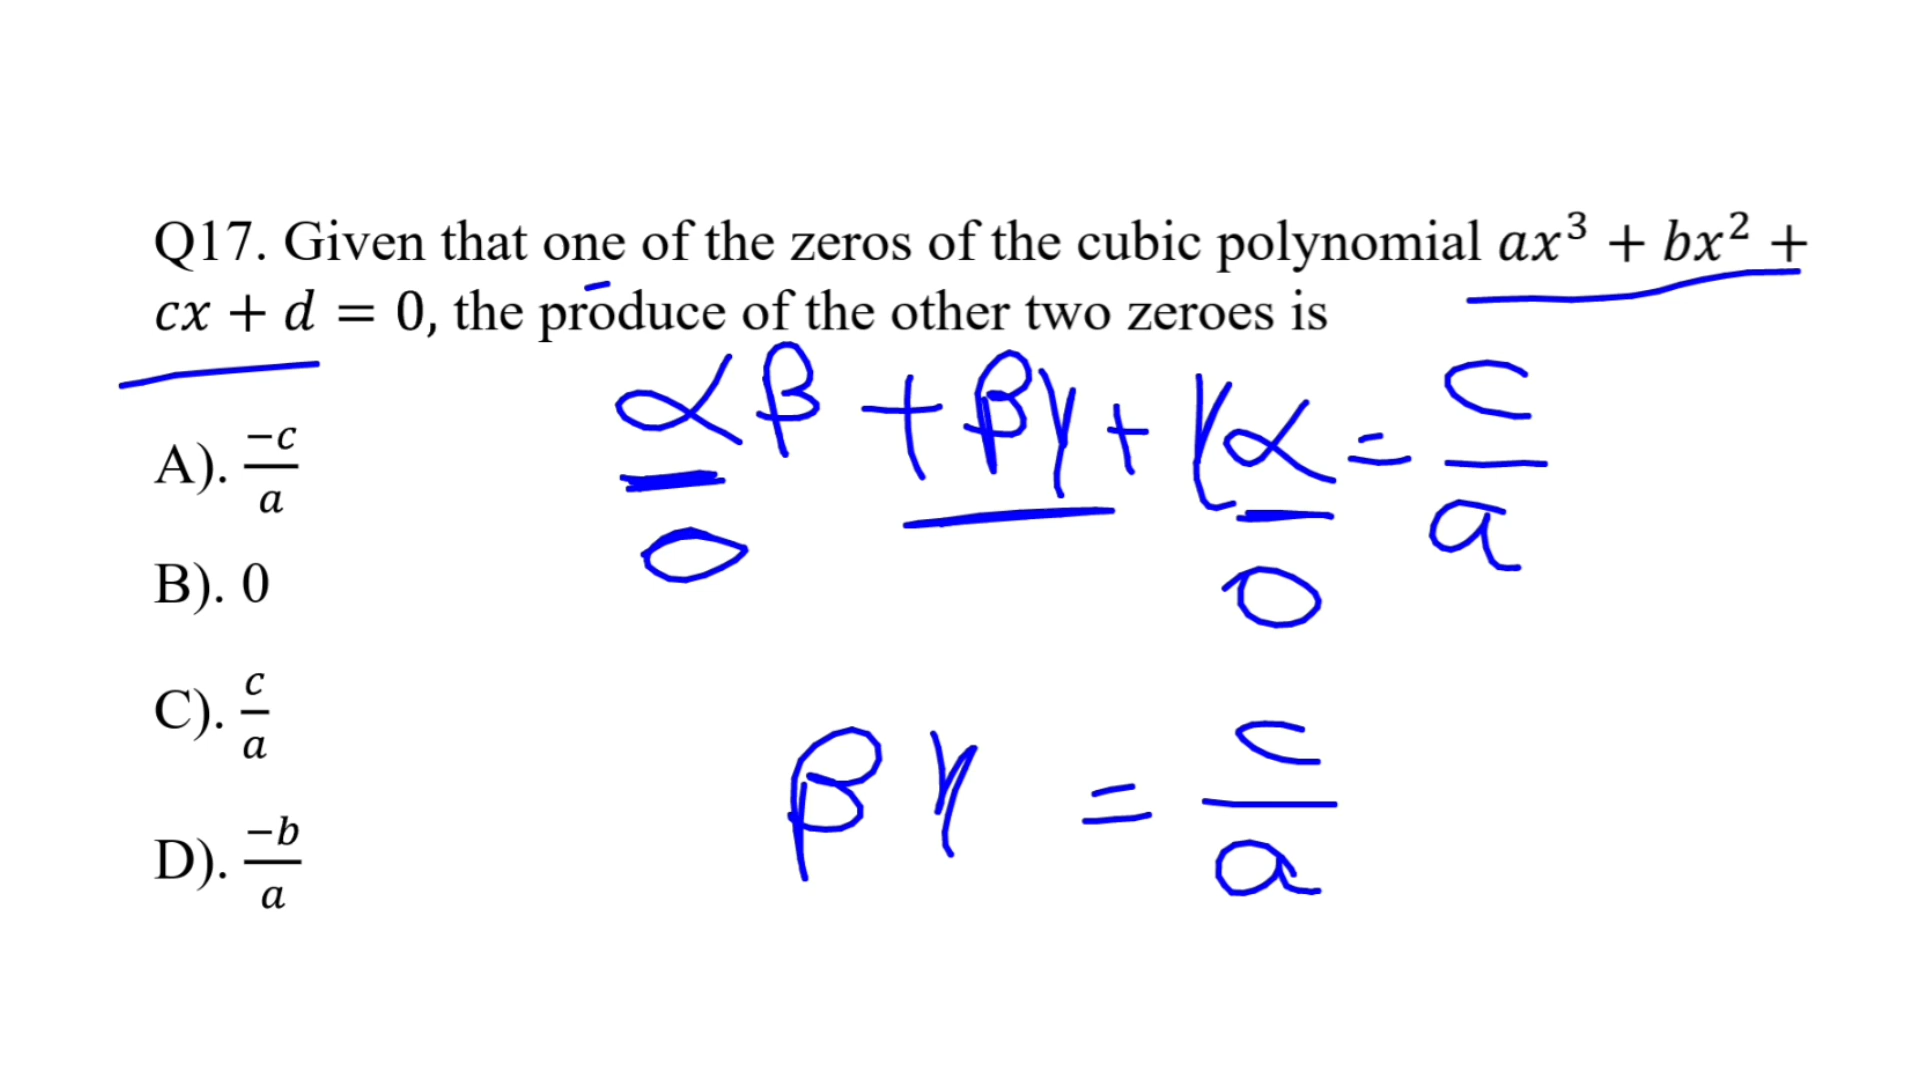 Q17. Given that one of the zeros of the cubic polynomial ax³ + bx² +
cx + d = 0, the produce of the other two zeroes is
αβ + βγ + γα = c/a
0 0
A). −c/a
B). 0
C). c/a
βγ = c/a
D). −b/a